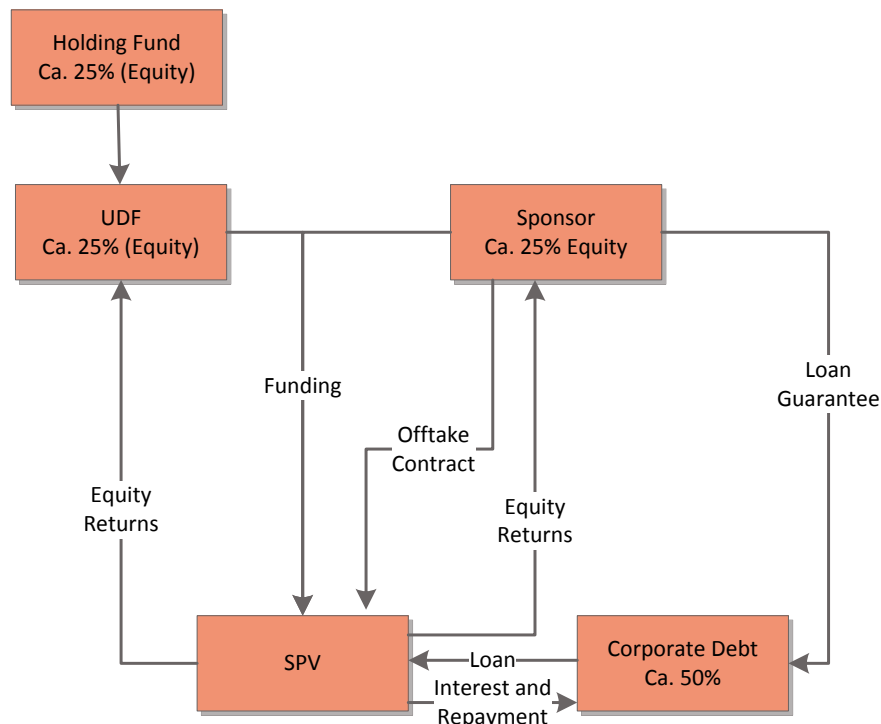 Holding Fund
Ca. 25% (Equity)
UDF
Ca. 25% (Equity)
Sponsor
Ca. 25% Equity
Funding
Loan
Guarantee
Offtake
Contract
Equity
Returns
Equity
Returns
SPV
Loan
Interest and
Repayment
Corporate Debt
Ca. 50%